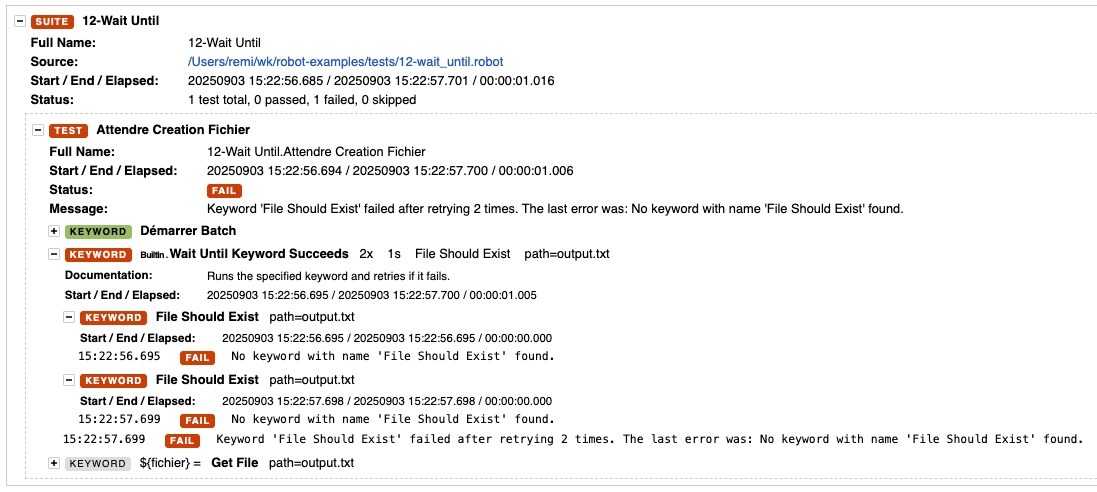 SUITE 12-Wait Until
Full Name: 12-Wait Until
Source: /Users/remi/wk/robot-examples/tests/12-wait_until.robot
Start / End / Elapsed: 20250903 15:22:56.685 / 20250903 15:22:57.701 / 00:00:01.016
Status: 1 test total, 0 passed, 1 failed, 0 skipped
TEST Attendre Creation Fichier
Full Name: 12-Wait Until.Attendre Creation Fichier
Start / End / Elapsed: 20250903 15:22:56.694 / 20250903 15:22:57.700 / 00:00:01.006
Status: FAIL
Message: Keyword 'File Should Exist' failed after retrying 2 times. The last error was: No keyword with name 'File Should Exist' found.
KEYWORD Démarrer Batch
KEYWORD BuiltIn.Wait Until Keyword Succeeds 2x 1s File Should Exist path=output.txt
Documentation: Runs the specified keyword and retries if it fails.
Start / End / Elapsed: 20250903 15:22:56.695 / 20250903 15:22:57.700 / 00:00:01.005
KEYWORD File Should Exist path=output.txt
Start / End / Elapsed: 20250903 15:22:56.695 / 20250903 15:22:56.695 / 00:00:00.000
15:22:56.695 FAIL No keyword with name 'File Should Exist' found.
KEYWORD File Should Exist path=output.txt
Start / End / Elapsed: 20250903 15:22:57.698 / 20250903 15:22:57.698 / 00:00:00.000
15:22:57.699 FAIL No keyword with name 'File Should Exist' found.
15:22:57.699 FAIL Keyword 'File Should Exist' failed after retrying 2 times. The last error was: No keyword with name 'File Should Exist' found.
KEYWORD ${fichier} = Get File path=output.txt